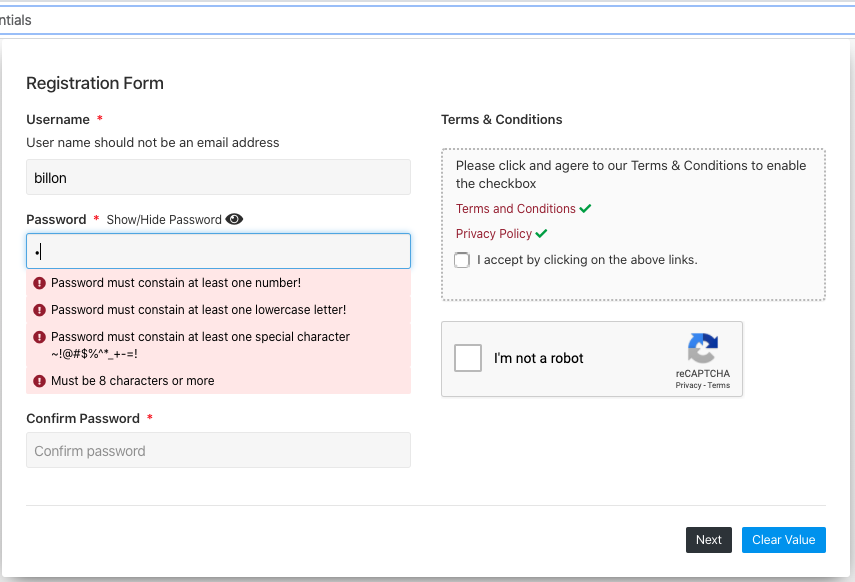 ntials
Registration Form
Username *
User name should not be an email address
billon
Password * Show/Hide Password
•
Password must constain at least one number!
Password must constain at least one lowercase letter!
Password must constain at least one special character
~!@#$%^*_+-=!
Must be 8 characters or more
Confirm Password *
Confirm password
Terms & Conditions
Please click and agere to our Terms & Conditions to enable
the checkbox
Terms and Conditions
Privacy Policy
I accept by clicking on the above links.
I'm not a robot
reCAPTCHA
Privacy - Terms
Next
Clear Value